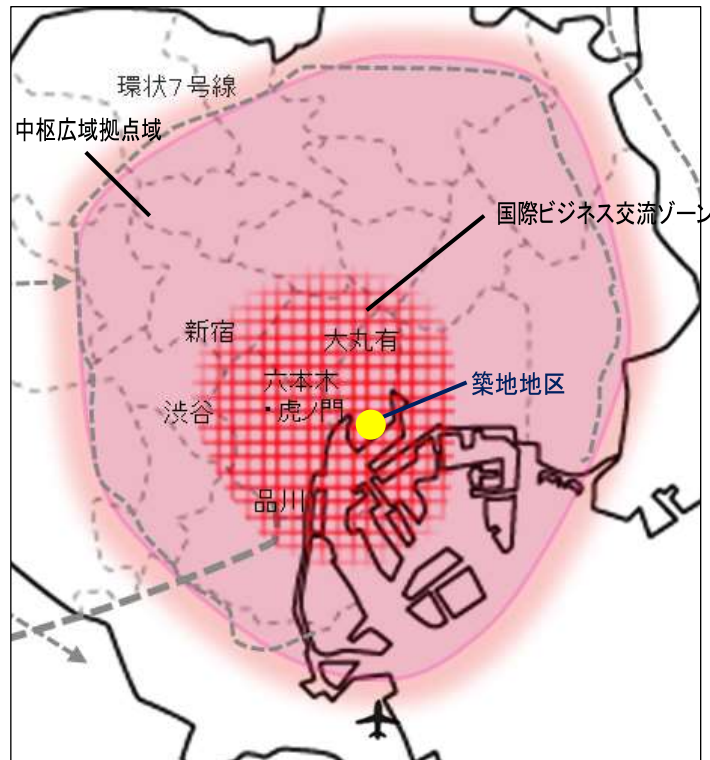 環状７号線
中枢広域拠点域
国際ビジネス交流ゾーン
新宿
大丸有
六本木
・虎ノ門
築地地区
渋谷
品川